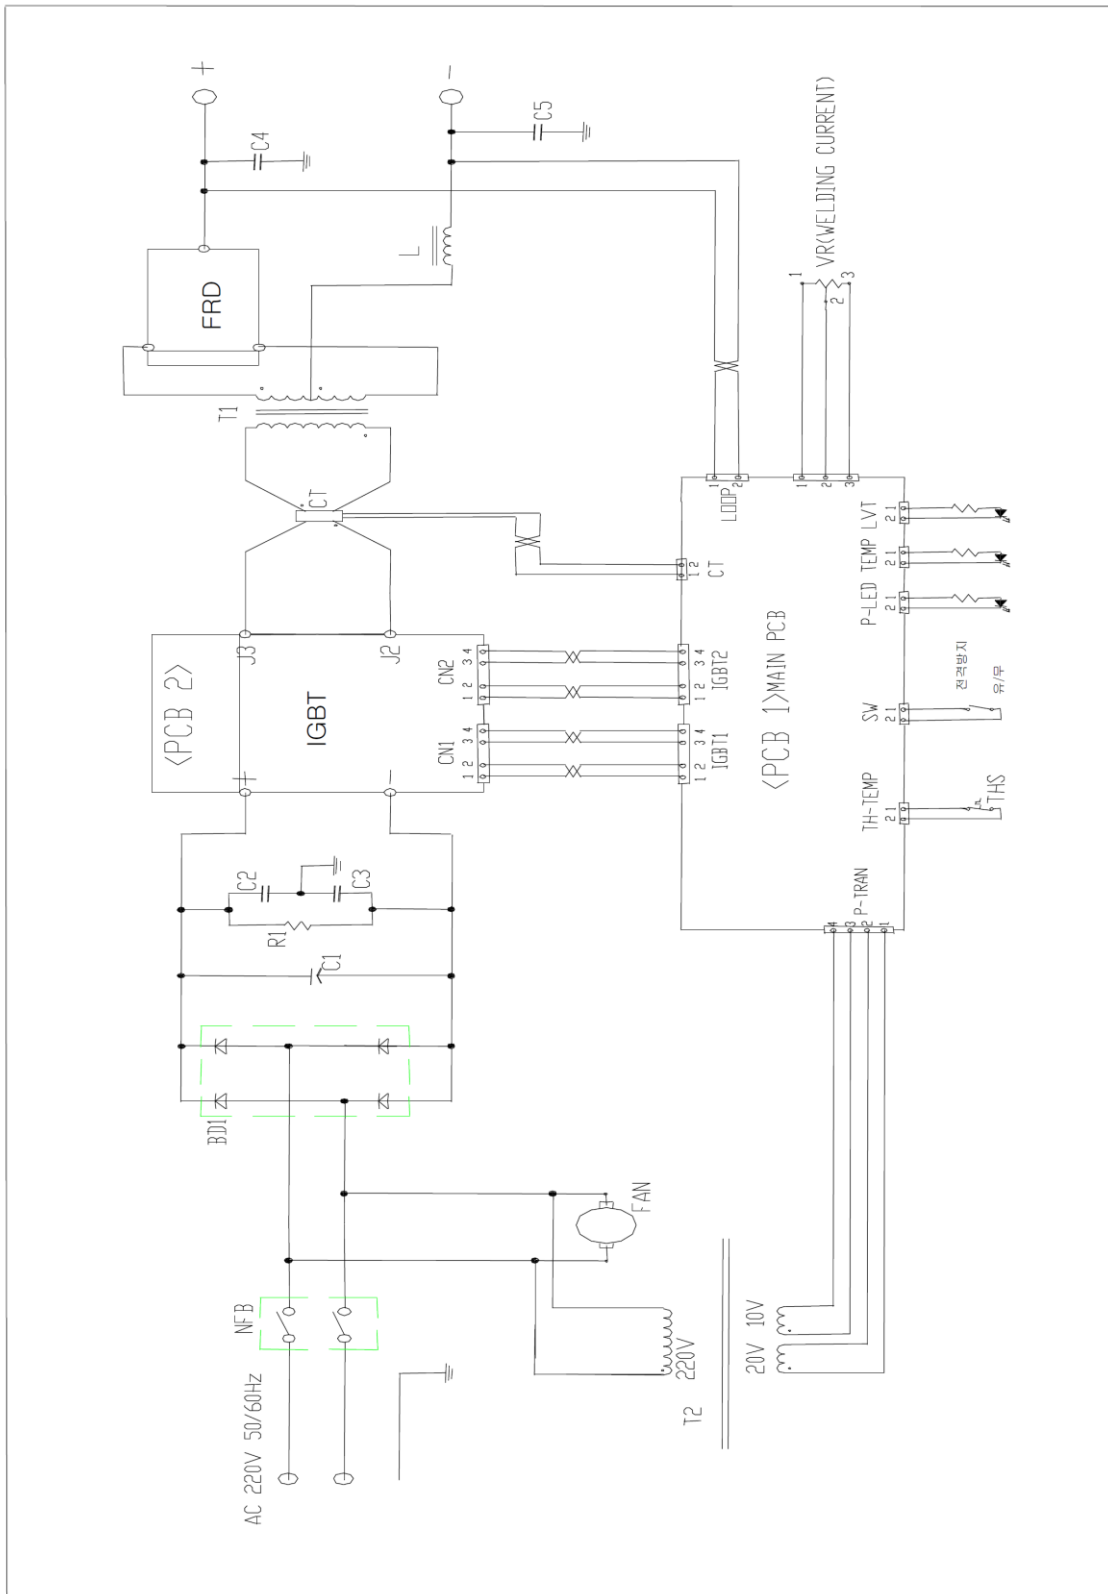 AC 220V 50/60Hz
NFB
BD1
C1
R1
C2
C3
<PCB 2>
+
J3
IGBT
-
J2
CN1
1 2 3 4
CN2
1 2 3 4
CT
T1
FRD
+
C4
L
-
C5
FAN
T2
220V
20V 10V
P-TRAN
4
3
2
1
<PCB 1>MAIN PCB
IGBT1
1 2 3 4
IGBT2
1 2 3 4
CT
1 2
LOOP
1
2
1
2
3
VR(WELDING CURRENT)
1
2
3
TH-TEMP
2 1
THS
SW
2 1
전격방지
유/무
P-LED
2 1
TEMP
2 1
LVT
2 1